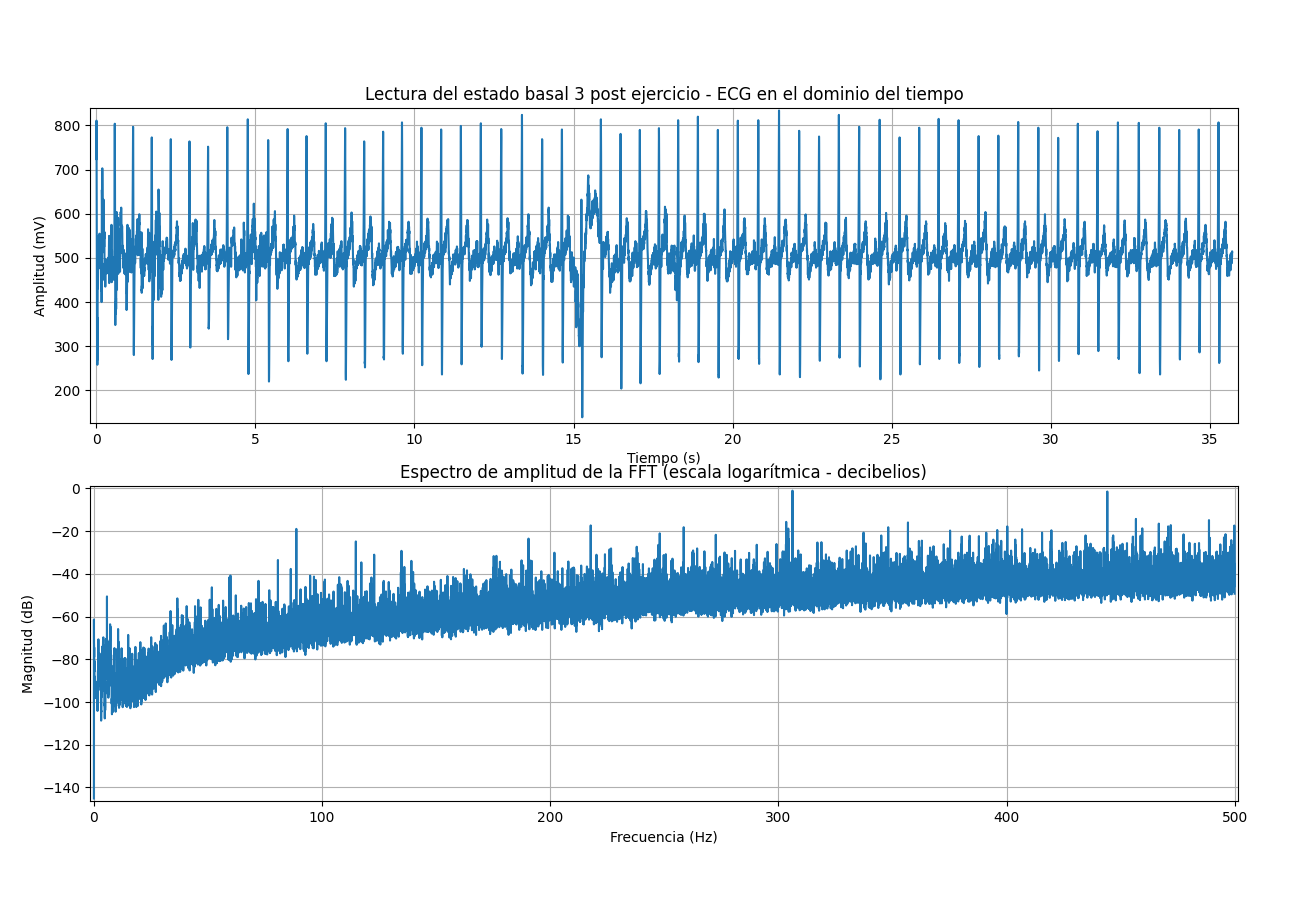 Lectura del estado basal 3 post ejercicio - ECG en el dominio del tiempo
Amplitud (mV)
800
700
600
500
400
300
200
0 5 10 15 20 25 30 35
Tiempo (s)
Espectro de amplitud de la FFT (escala logarítmica - decibelios)
Magnitud (dB)
0
−20
−40
−60
−80
−100
−120
−140
0 100 200 300 400 500
Frecuencia (Hz)